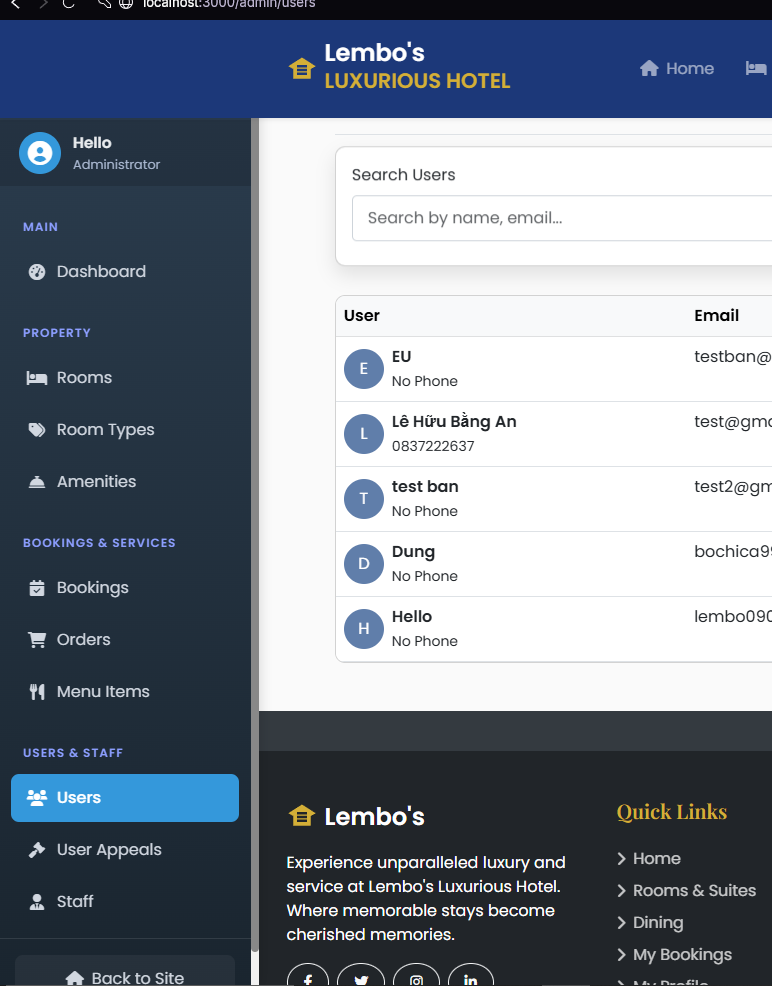 localhost:3000/admin/users
Lembo's
LUXURIOUS HOTEL
Home
Hello
Administrator
MAIN
Dashboard
PROPERTY
Rooms
Room Types
Amenities
BOOKINGS & SERVICES
Bookings
Orders
Menu Items
USERS & STAFF
Users
User Appeals
Staff
Back to Site
Search Users
Search by name, email...
User Email
E
EU
testban@
No Phone
L
Lê Hữu Bằng An
test@gma
0837222637
T
test ban
test2@gm
No Phone
D
Dung
bochica99
No Phone
H
Hello
lembo090
No Phone
Lembo's
Experience unparalleled luxury and
service at Lembo's Luxurious Hotel.
Where memorable stays become
cherished memories.
Quick Links
Home
Rooms & Suites
Dining
My Bookings
My Profile